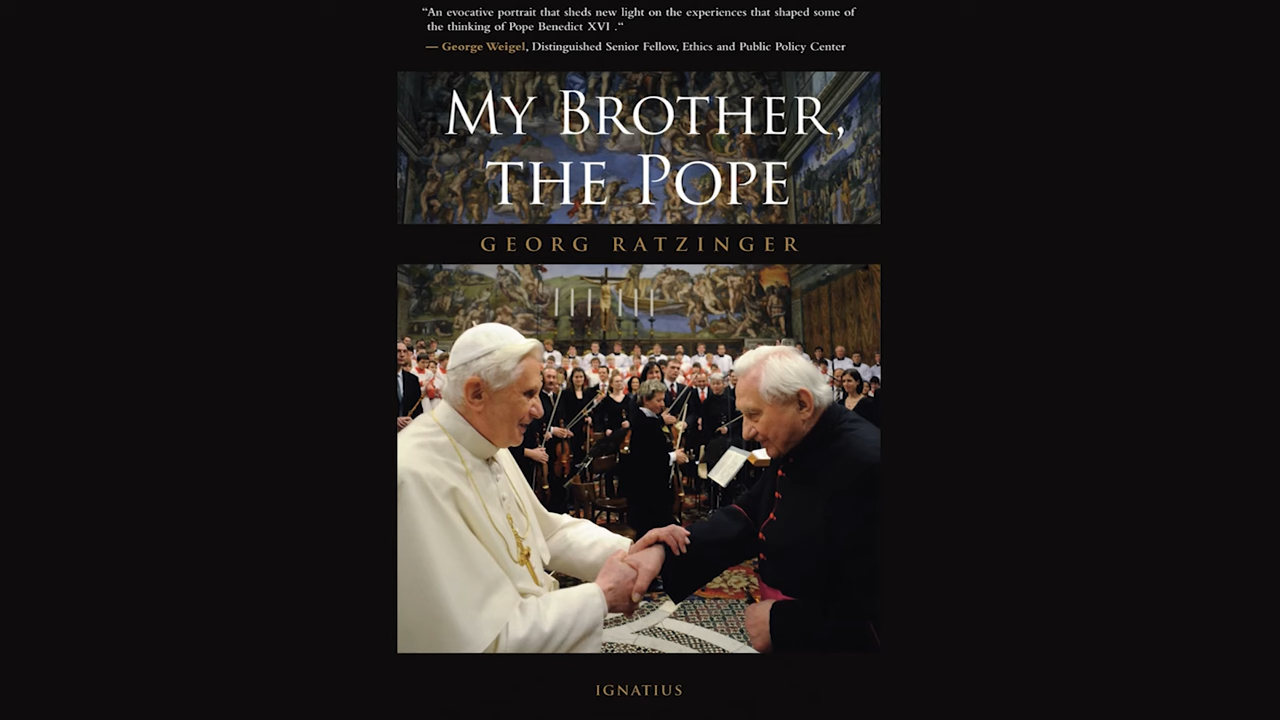 “An evocative portrait that sheds new light on the experiences that shaped some of
the thinking of Pope Benedict XVI .“
— George Weigel, Distinguished Senior Fellow, Ethics and Public Policy Center
My Brother,
the Pope
Georg Ratzinger
Ignatius